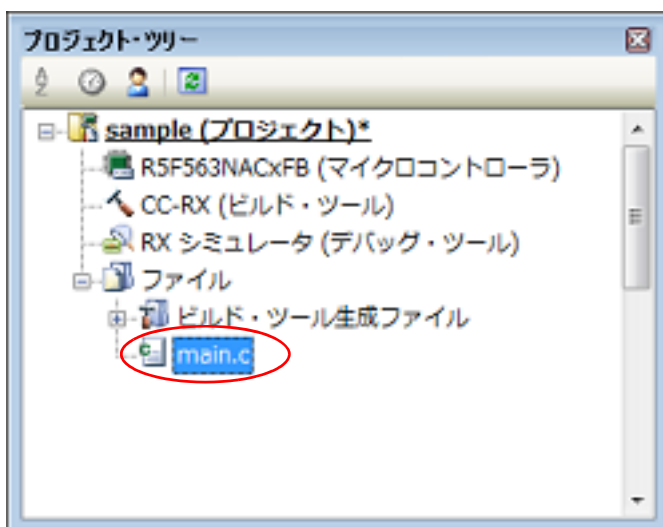 プロジェクト・ツリー
sample (プロジェクト)*
R5F563NACxFB (マイクロコントローラ)
CC-RX (ビルド・ツール)
RX シミュレータ (デバッグ・ツール)
ファイル
ビルド・ツール生成ファイル
main.c